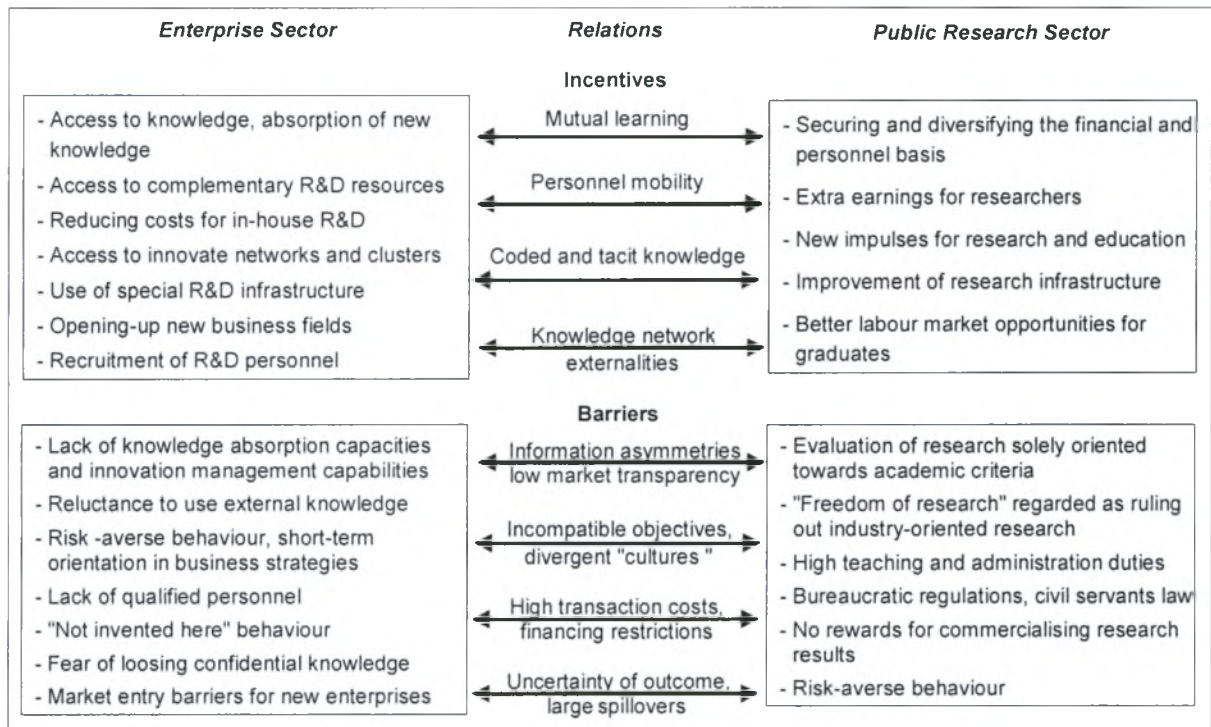 Enterprise Sector
Relations
Public Research Sector
Incentives
- Access to knowledge, absorption of new
knowledge
- Access to complementary R&D resources
- Reducing costs for in-house R&D
- Access to innovate networks and clusters
- Use of special R&D infrastructure
- Opening-up new business fields
- Recruitment of R&D personnel
Mutual learning
Personnel mobility
Coded and tacit knowledge
Knowledge network
externalities
- Securing and diversifying the financial and
personnel basis
- Extra earnings for researchers
- New impulses for research and education
- Improvement of research infrastructure
- Better labour market opportunities for
graduates
Barriers
- Lack of knowledge absorption capacities
and innovation management capabilities
- Reluctance to use external knowledge
- Risk -averse behaviour, short-term
orientation in business strategies
- Lack of qualified personnel
- "Not invented here" behaviour
- Fear of loosing confidential knowledge
- Market entry barriers for new enterprises
Information asymmetries
low market transparency
Incompatible objectives,
divergent "cultures "
High transaction costs,
financing restrictions
Uncertainty of outcome,
large spillovers
- Evaluation of research solely oriented
towards academic criteria
- "Freedom of research" regarded as ruling
out industry-oriented research
- High teaching and administration duties
- Bureaucratic regulations, civil servants law
- No rewards for commercialising research
results
- Risk-averse behaviour